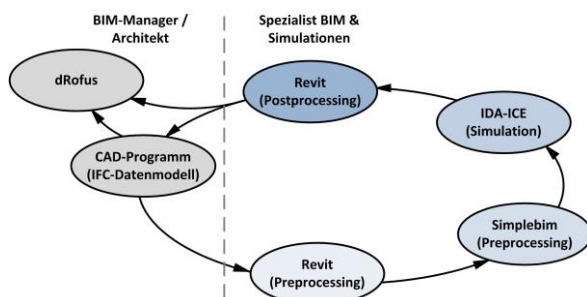 BIM-Manager /
Architekt
Spezialist BIM &
Simulationen
dRofus
Revit
(Postprocessing)
IDA-ICE
(Simulation)
CAD-Programm
(IFC-Datenmodell)
Simplebim
(Preprocessing)
Revit
(Preprocessing)